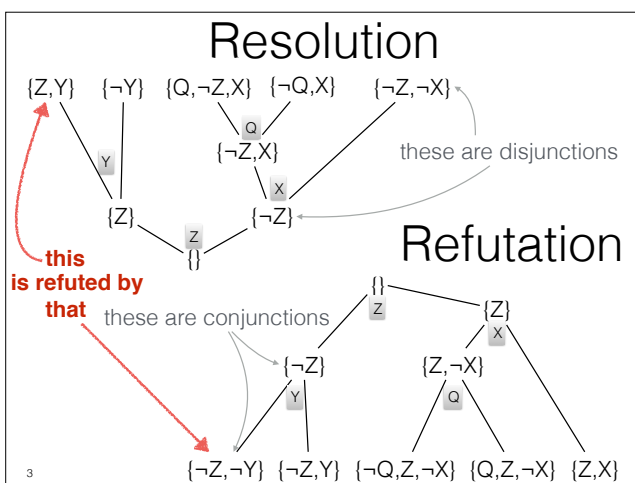 Resolution
{Z,Y} {¬Y} {Q,¬Z,X} {¬Q,X} {¬Z,¬X}
Q
{¬Z,X}
these are disjunctions
Y
X
{Z} {¬Z}
Z
{}
Refutation
this
is refuted by
that
these are conjunctions
{}
Z
{Z}
X
{¬Z} {Z,¬X}
Y Q
{¬Z,¬Y} {¬Z,Y} {¬Q,Z,¬X} {Q,Z,¬X} {Z,X}
3